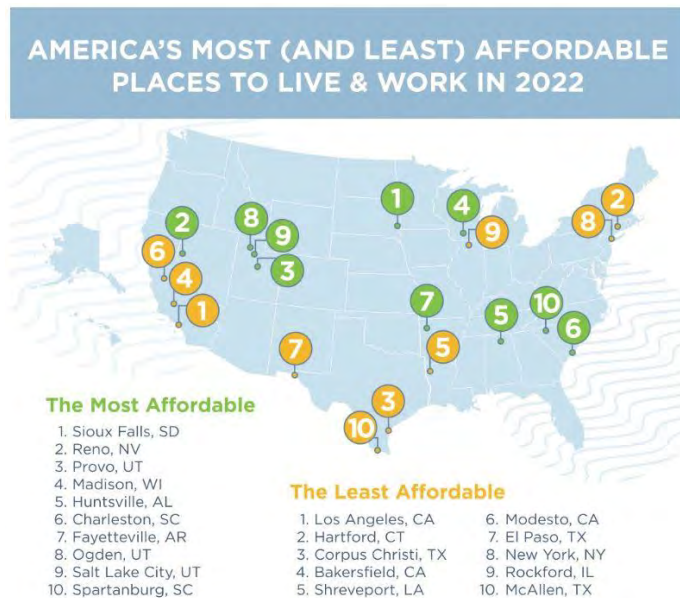 AMERICA'S MOST (AND LEAST) AFFORDABLE
PLACES TO LIVE & WORK IN 2022
1
2
4
2
8
8
9
9
6
3
4
1
7
10
5
7
5
6
3
10
The Most Affordable
1. Sioux Falls, SD
2. Reno, NV
3. Provo, UT
4. Madison, WI
5. Huntsville, AL
6. Charleston, SC
7. Fayetteville, AR
8. Ogden, UT
9. Salt Lake City, UT
10. Spartanburg, SC
The Least Affordable
1. Los Angeles, CA
2. Hartford, CT
3. Corpus Christi, TX
4. Bakersfield, CA
5. Shreveport, LA
6. Modesto, CA
7. El Paso, TX
8. New York, NY
9. Rockford, IL
10. McAllen, TX